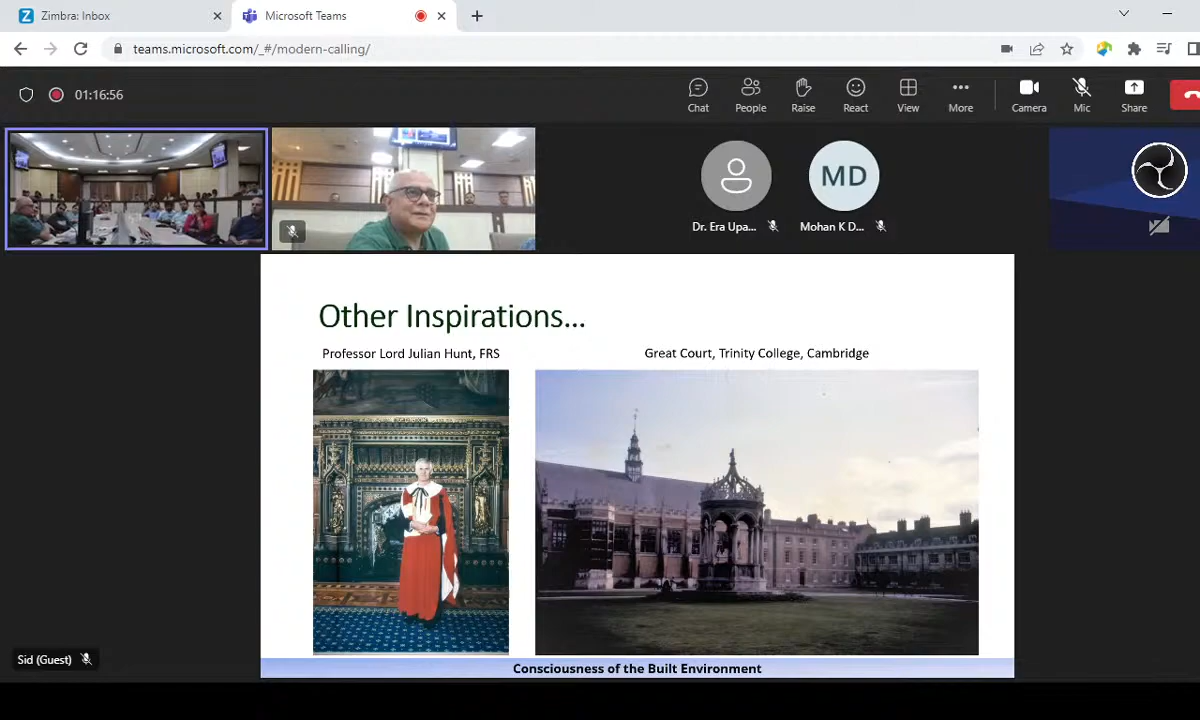 Zimbra: Inbox
Microsoft Teams
teams.microsoft.com/_#/modern-calling/
01:16:56
Chat
People
Raise
React
View
More
Camera
Mic
Share
MD
Dr. Era Upa...
Mohan K D...
Other Inspirations...
Professor Lord Julian Hunt, FRS
Great Court, Trinity College, Cambridge
Sid (Guest)
Consciousness of the Built Environment